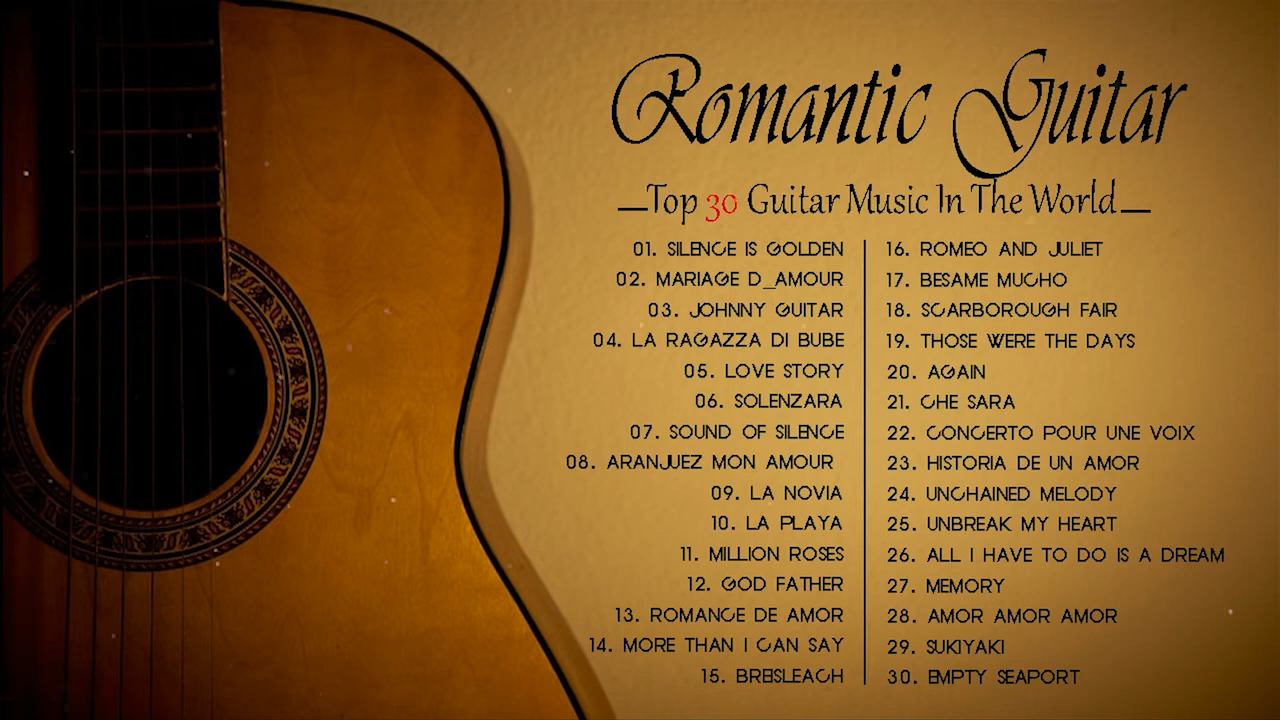 Romantic Guitar
Top 30 Guitar Music In The World
01. SILENCE IS GOLDEN
02. MARIAGE D_AMOUR
03. JOHNNY GUITAR
04. LA RAGAZZA DI BUBE
05. LOVE STORY
06. SOLENZARA
07. SOUND OF SILENCE
08. ARANJUEZ MON AMOUR
09. LA NOVIA
10. LA PLAYA
11. MILLION ROSES
12. GOD FATHER
13. ROMANCE DE AMOR
14. MORE THAN I CAN SAY
15. BREISLEACH
16. ROMEO AND JULIET
17. BESAME MUCHO
18. SCARBOROUGH FAIR
19. THOSE WERE THE DAYS
20. AGAIN
21. CHE SARA
22. CONCERTO POUR UNE VOIX
23. HISTORIA DE UN AMOR
24. UNCHAINED MELODY
25. UNBREAK MY HEART
26. ALL I HAVE TO DO IS A DREAM
27. MEMORY
28. AMOR AMOR AMOR
29. SUKIYAKI
30. EMPTY SEAPORT